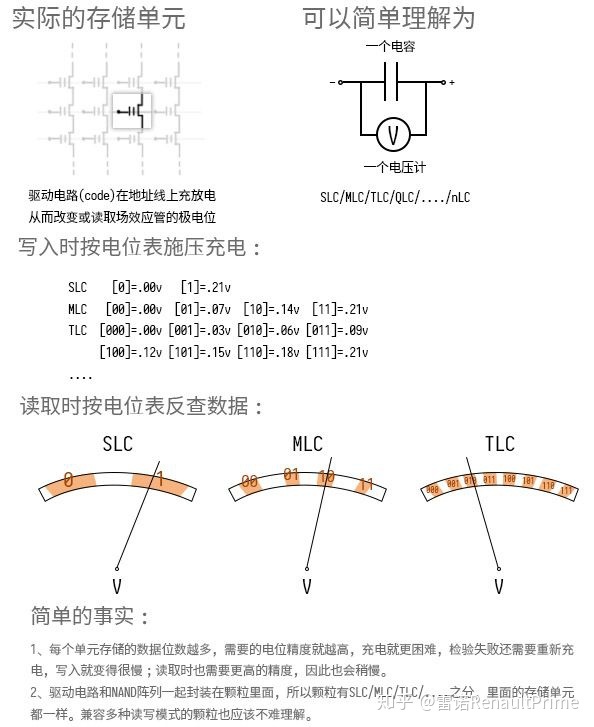 实际的存储单元
可以简单理解为
一个电容
- +
V
一个电压计
驱动电路(code)在地址线上充放电
从而改变或读取场效应管的极电位
SLC/MLC/TLC/QLC/..../nLC
写入时按电位表施压充电：
SLC [0]=.00v [1]=.21v
MLC [00]=.00v [01]=.07v [10]=.14v [11]=.21v
TLC [000]=.00v [001]=.03v [010]=.06v [011]=.09v
[100]=.12v [101]=.15v [110]=.18v [111]=.21v
....
读取时按电位表反查数据：
SLC MLC TLC
0 1
00 01 10 11
000 001 010 011 100 101 110 111
V V V
简单的事实：
1、每个单元存储的数据位数越多，需要的电位精度就越高，充电就更困难，检验失败还需要重新充
电，写入就变得很慢；读取时也需要更高的精度，因此也会稍慢。
2、驱动电路和NAND阵列一起封装在颗粒里面，所以颗粒有SLC/MLC/TLC/....之分，里面的存储单元
都一样。兼容多种读写模式的颗粒也应该不难理解。
知乎 @雷诺RenaultPrime